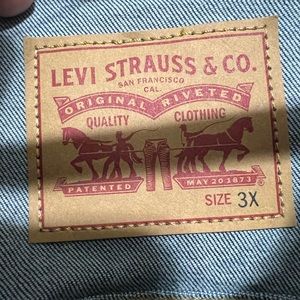 LEVI STRAUSS & CO.
SAN FRANCISCO
CAL.
ORIGINAL RIVETED
QUALITY CLOTHING
PATENTED MAY 20 1873
SIZE 3X